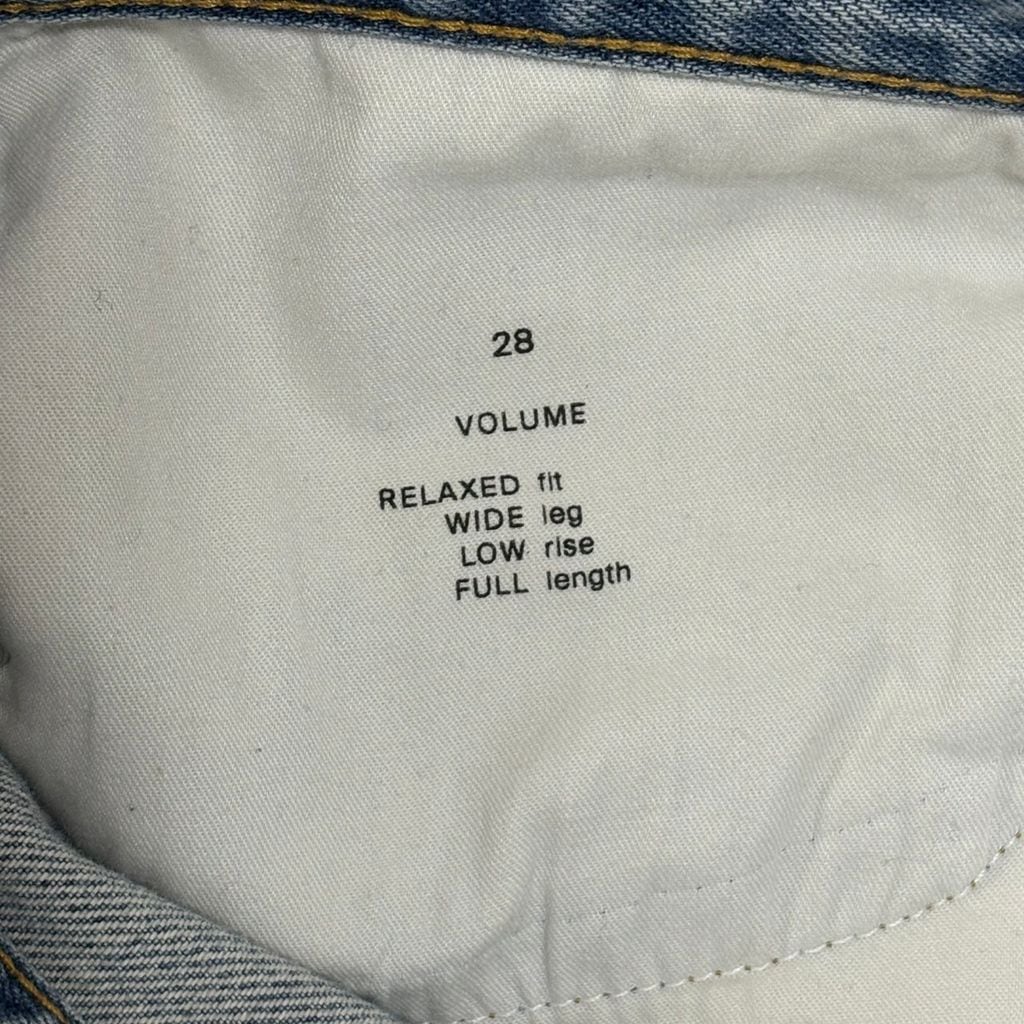 28
VOLUME
RELAXED fit
WIDE leg
LOW rise
FULL length